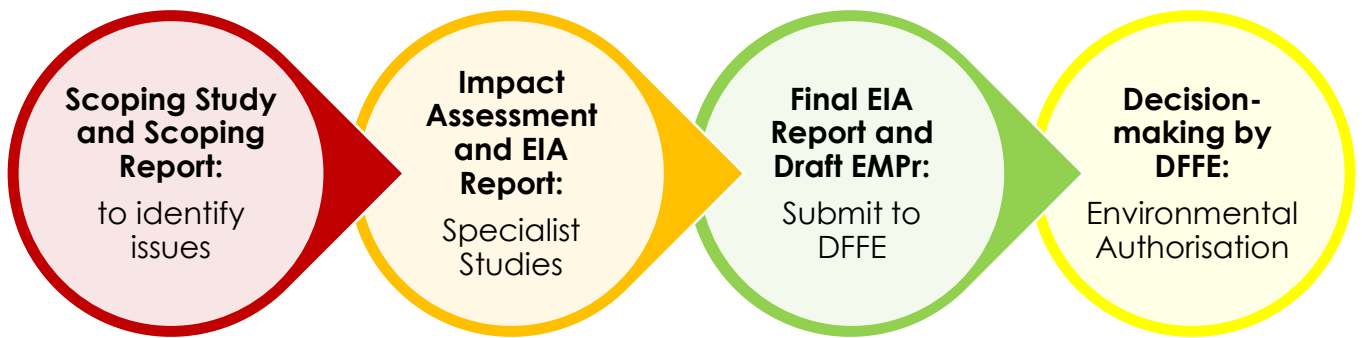 Scoping Study
and Scoping
Report:
to identify
issues
Impact
Assessment
and EIA
Report:
Specialist
Studies
Final EIA
Report and
Draft EMPr:
Submit to
DFFE
Decision-
making by
DFFE:
Environmental
Authorisation